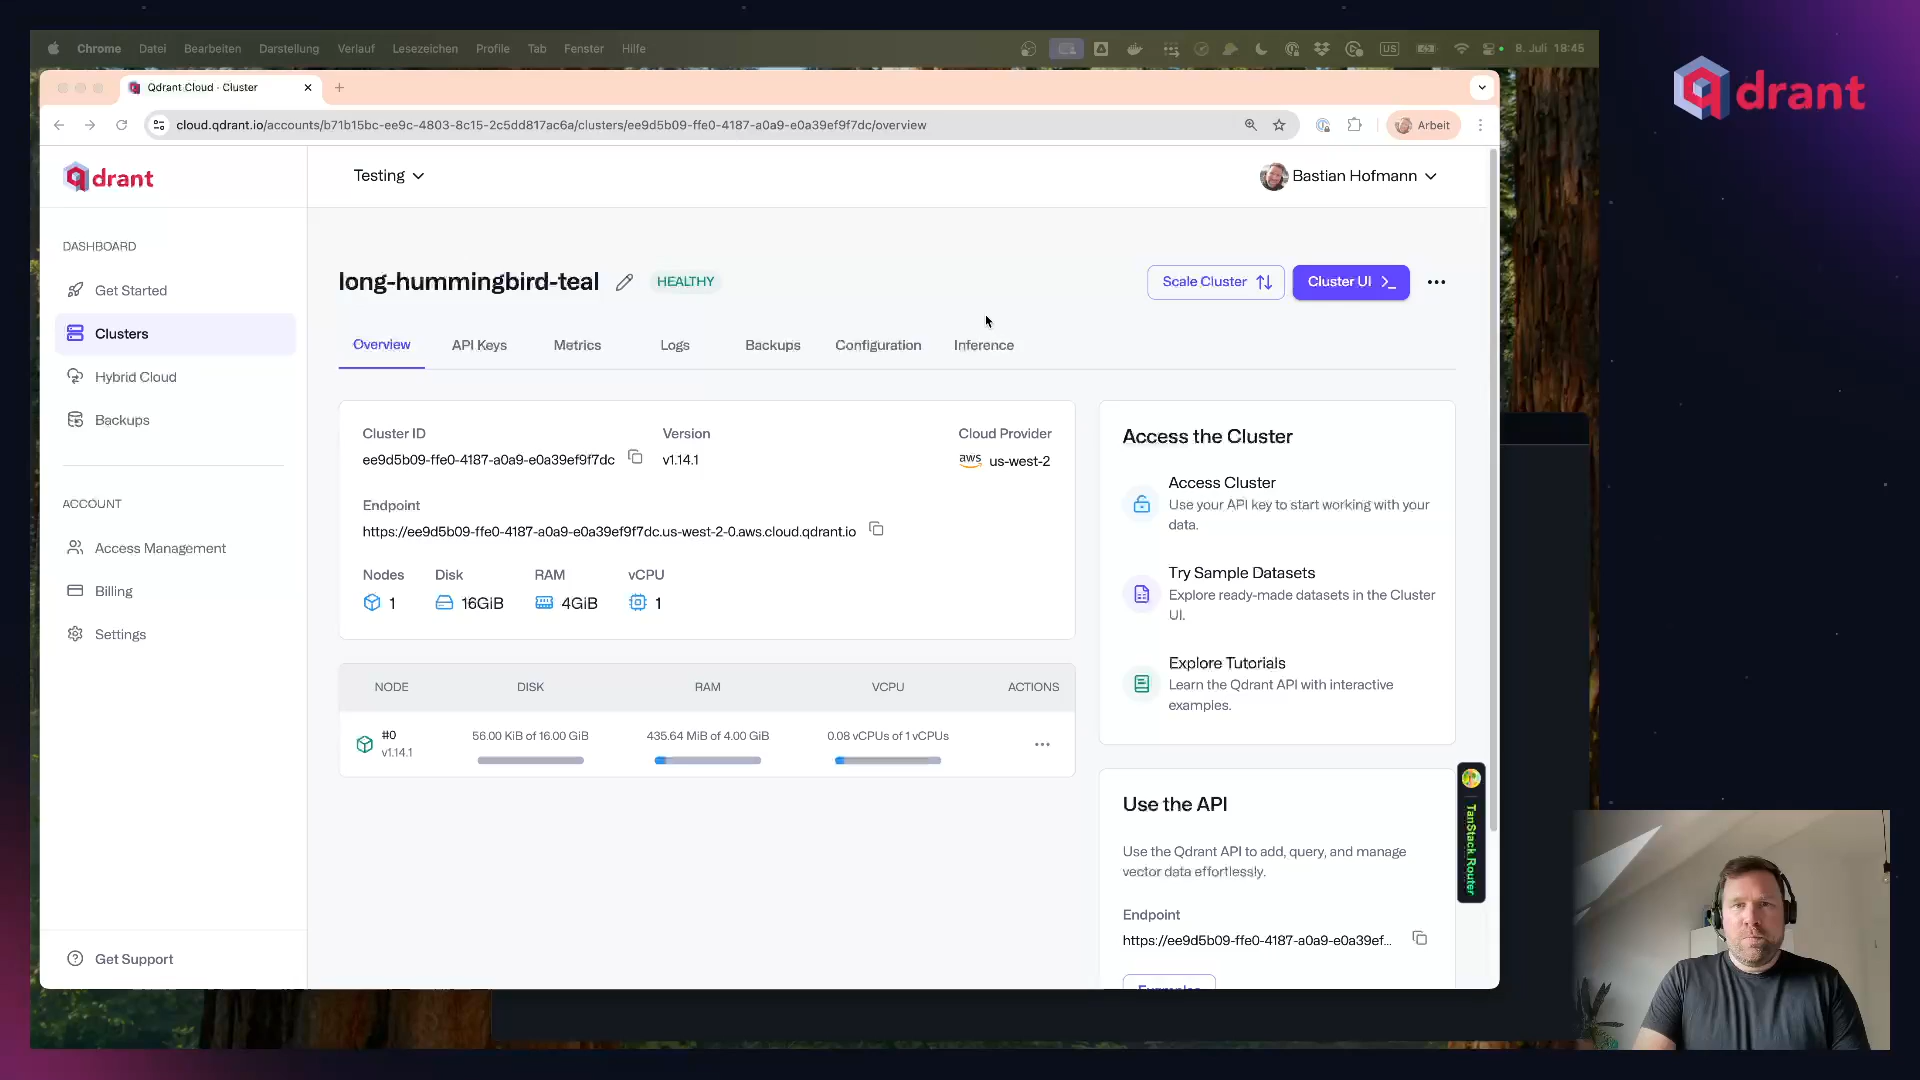 Chrome Datei Bearbeiten Darstellung Verlauf Lesezeichen Profile Tab Fenster Hilfe US 8. Juli 18:45
Qdrant Cloud - Cluster
cloud.qdrant.io/accounts/b71b15bc-ee9c-4803-8c15-2c5dd817ac6a/clusters/ee9d5b09-ffe0-4187-a0a9-e0a39ef9f7dc/overview
Arbeit
qdrant
qdrant
Testing
Bastian Hofmann
DASHBOARD
Get Started
Clusters
Hybrid Cloud
Backups
ACCOUNT
Access Management
Billing
Settings
Get Support
long-hummingbird-teal
HEALTHY
Scale Cluster
Cluster UI
Overview API Keys Metrics Logs Backups Configuration Inference
Cluster ID Version Cloud Provider
ee9d5b09-ffe0-4187-a0a9-e0a39ef9f7dc v1.14.1 aws us-west-2
Endpoint
https://ee9d5b09-ffe0-4187-a0a9-e0a39ef9f7dc.us-west-2-0.aws.cloud.qdrant.io
Nodes Disk RAM vCPU
1 16GiB 4GiB 1
NODE DISK RAM VCPU ACTIONS
#0 56.00 KiB of 16.00 GiB 435.64 MiB of 4.00 GiB 0.08 vCPUs of 1 vCPUs
v1.14.1
Access the Cluster
Access Cluster
Use your API key to start working with your
data.
Try Sample Datasets
Explore ready-made datasets in the Cluster
UI.
Explore Tutorials
Learn the Qdrant API with interactive
examples.
Use the API
Use the Qdrant API to add, query, and manage
vector data effortlessly.
Endpoint
https://ee9d5b09-ffe0-4187-a0a9-e0a39ef...
Examples
TanStack Router